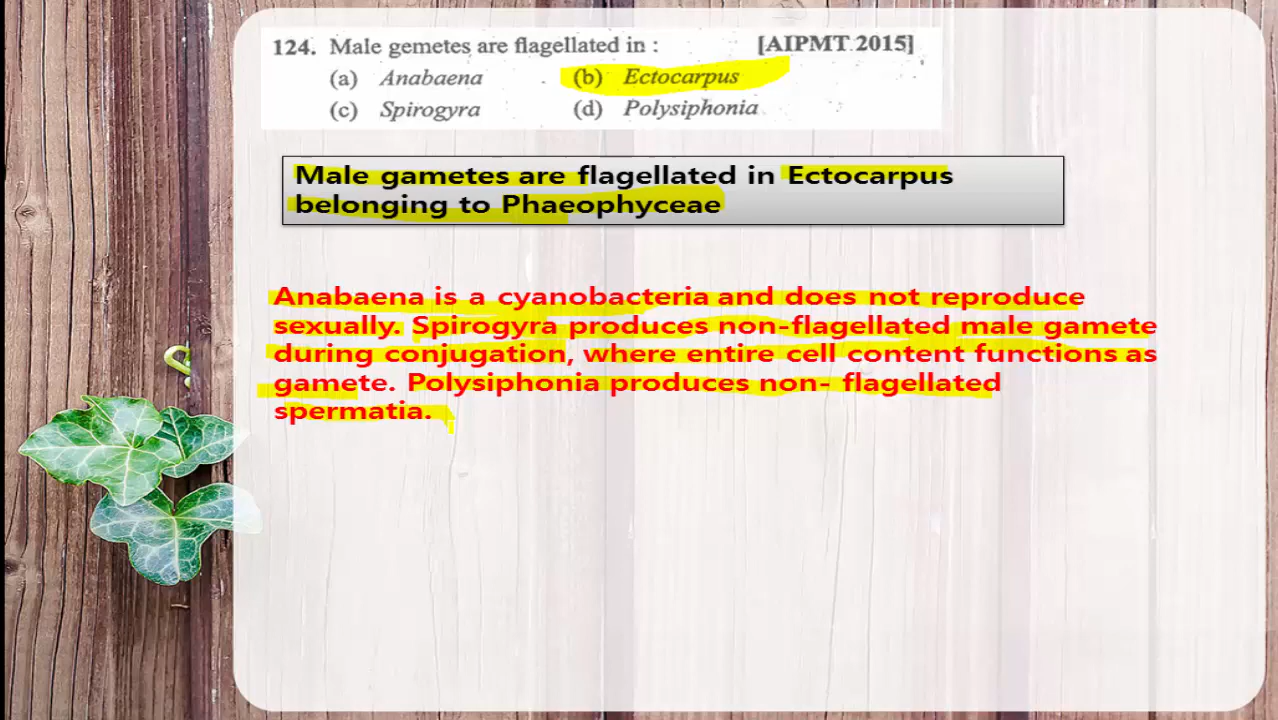 124. Male gemetes are flagellated in : [AIPMT 2015]
(a) Anabaena (b) Ectocarpus
(c) Spirogyra (d) Polysiphonia
Male gametes are flagellated in Ectocarpus
belonging to Phaeophyceae
Anabaena is a cyanobacteria and does not reproduce
sexually. Spirogyra produces non-flagellated male gamete
during conjugation, where entire cell content functions as
gamete. Polysiphonia produces non- flagellated
spermatia.